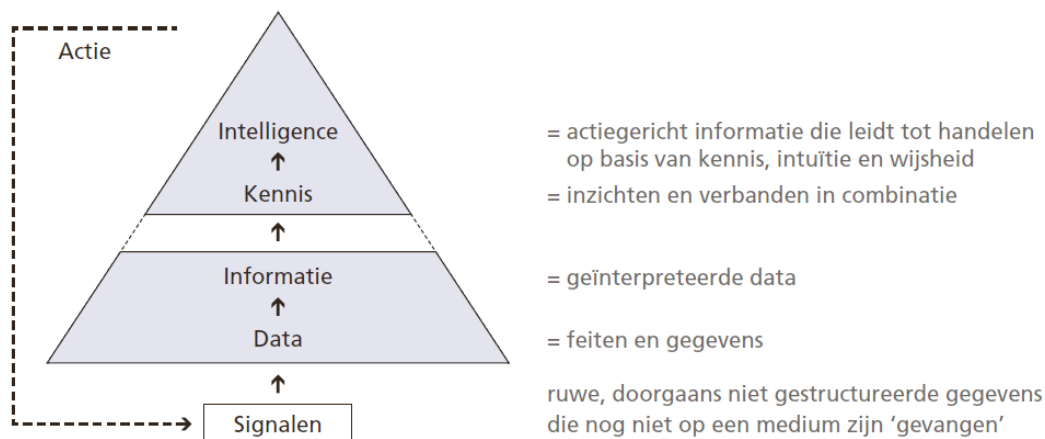 Actie
Intelligence
= actiegericht informatie die leidt tot handelen
op basis van kennis, intuïtie en wijsheid
Kennis
= inzichten en verbanden in combinatie
Informatie
= geïnterpreteerde data
Data
= feiten en gegevens
Signalen
ruwe, doorgaans niet gestructureerde gegevens
die nog niet op een medium zijn ‘gevangen’